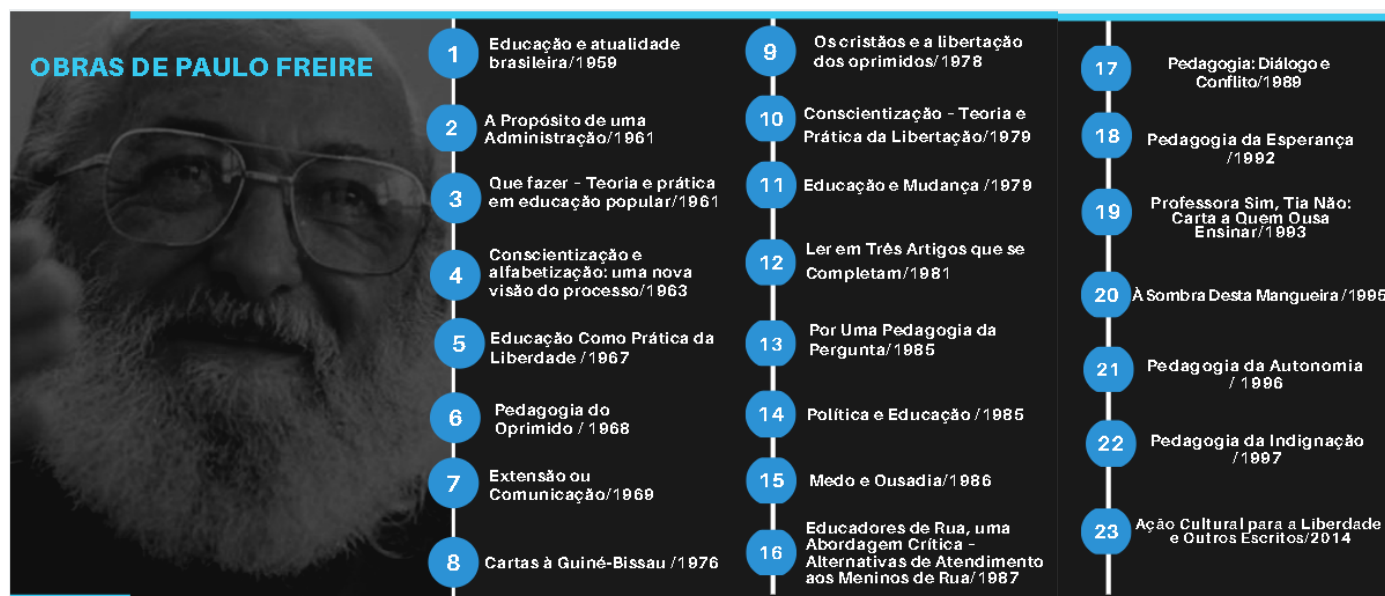 OBRAS DE PAULO FREIRE
1
Educação e atualidade
brasileira/1959
2
A Propósito de uma
Administração/1961
3
Que fazer - Teoria e prática
em educação popular/1961
4
Conscientização e
alfabetização: uma nova
visão do processo/1963
5
Educação Como Prática da
Liberdade /1967
6
Pedagogia do
Oprimido / 1968
7
Extensão ou
Comunicação/1969
8
Cartas à Guiné-Bissau /1976
9
Os cristãos e a libertação
dos oprimidos/1978
10
Conscientização - Teoria e
Prática da Libertação/1979
11
Educação e Mudança /1979
12
Ler em Três Artigos que se
Completam/1981
13
Por Uma Pedagogia da
Pergunta/1985
14
Política e Educação /1985
15
Medo e Ousadia/1986
16
Educadores de Rua, uma
Abordagem Crítica -
Alternativas de Atendimento
aos Meninos de Rua/1987
17
Pedagogia: Diálogo e
Conflito/1989
18
Pedagogia da Esperança
/1992
19
Professora Sim, Tia Não:
Carta a Quem Ousa
Ensinar/1993
20
À Sombra Desta Mangueira /1995
21
Pedagogia da Autonomia
/ 1996
22
Pedagogia da Indignação
/1997
23
Ação Cultural para a Liberdade
e Outros Escritos/2014